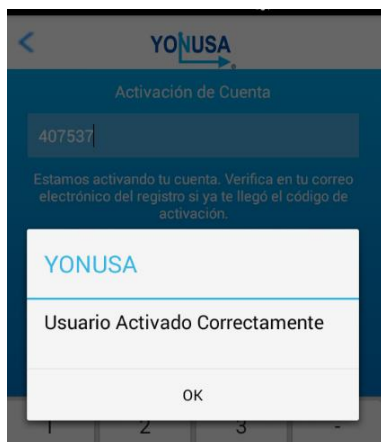 YONUSA
Activación de Cuenta
407537
Estamos activando tu cuenta. Verifica en tu correo
electrónico del registro si ya te llegó el código de
activación.
YONUSA
Usuario Activado Correctamente
OK
1 2 3 -